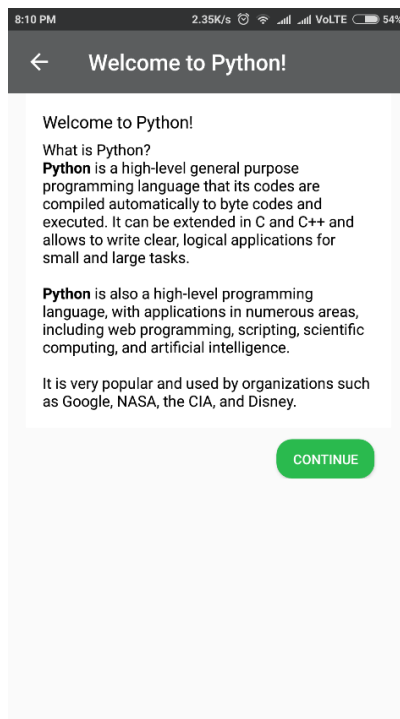 8:10 PM 2.35K/s VoLTE 54%
Welcome to Python!
Welcome to Python!
What is Python?
Python is a high-level general purpose
programming language that its codes are
compiled automatically to byte codes and
executed. It can be extended in C and C++ and
allows to write clear, logical applications for
small and large tasks.
Python is also a high-level programming
language, with applications in numerous areas,
including web programming, scripting, scientific
computing, and artificial intelligence.
It is very popular and used by organizations such
as Google, NASA, the CIA, and Disney.
CONTINUE